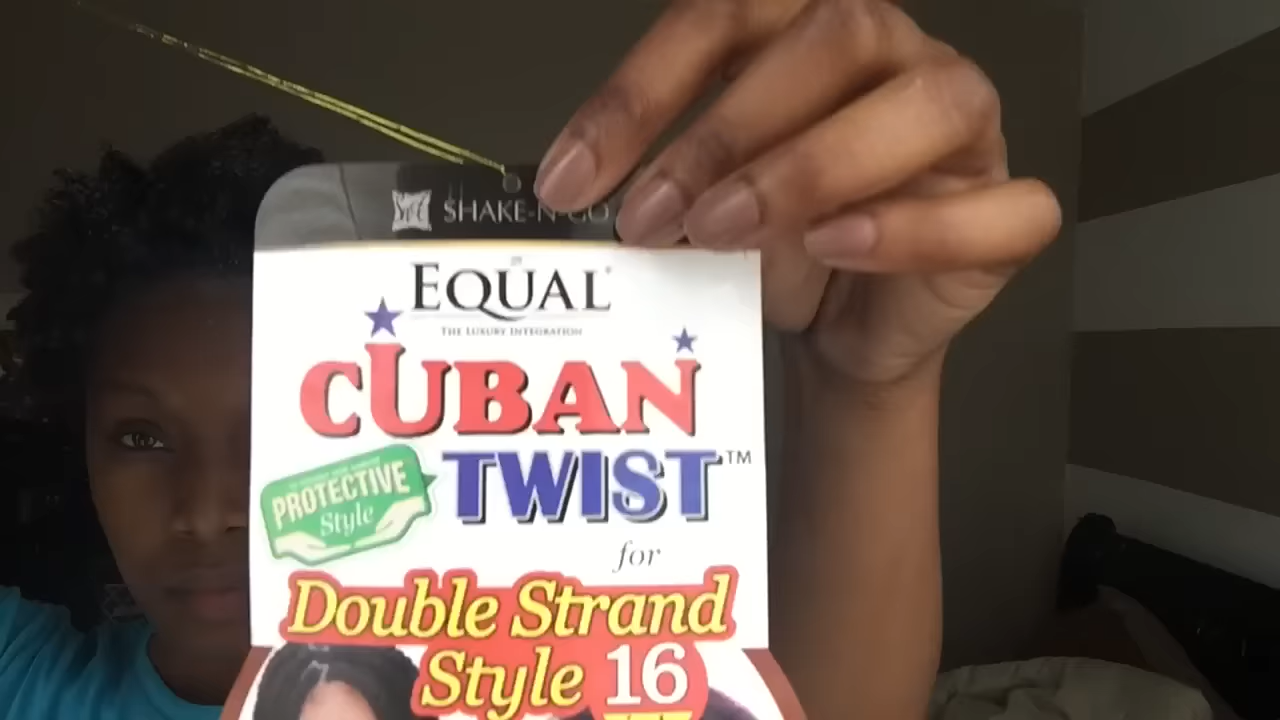 SHAKE-N-GO
EQUAL
THE LUXURY INTEGRATION
CUBAN
TWIST™
PROTECTIVE
Style
for
Double Strand
Style 16